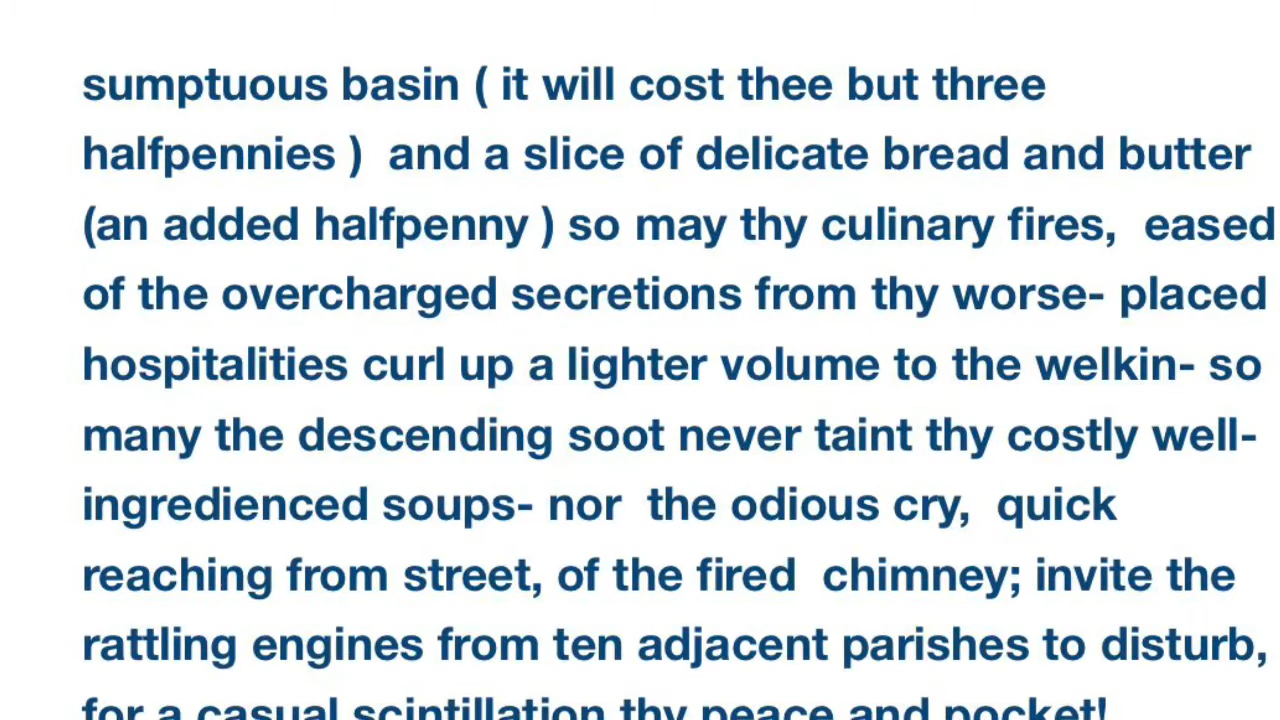 sumptuous basin ( it will cost thee but three
halfpennies )  and a slice of delicate bread and butter
(an added halfpenny ) so may thy culinary fires,  eased
of the overcharged secretions from thy worse- placed
hospitalities curl up a lighter volume to the welkin- so
many the descending soot never taint thy costly well-
ingredienced soups- nor  the odious cry,  quick
reaching from street, of the fired  chimney; invite the
rattling engines from ten adjacent parishes to disturb,
for a casual scintillation thy peace and pocket!